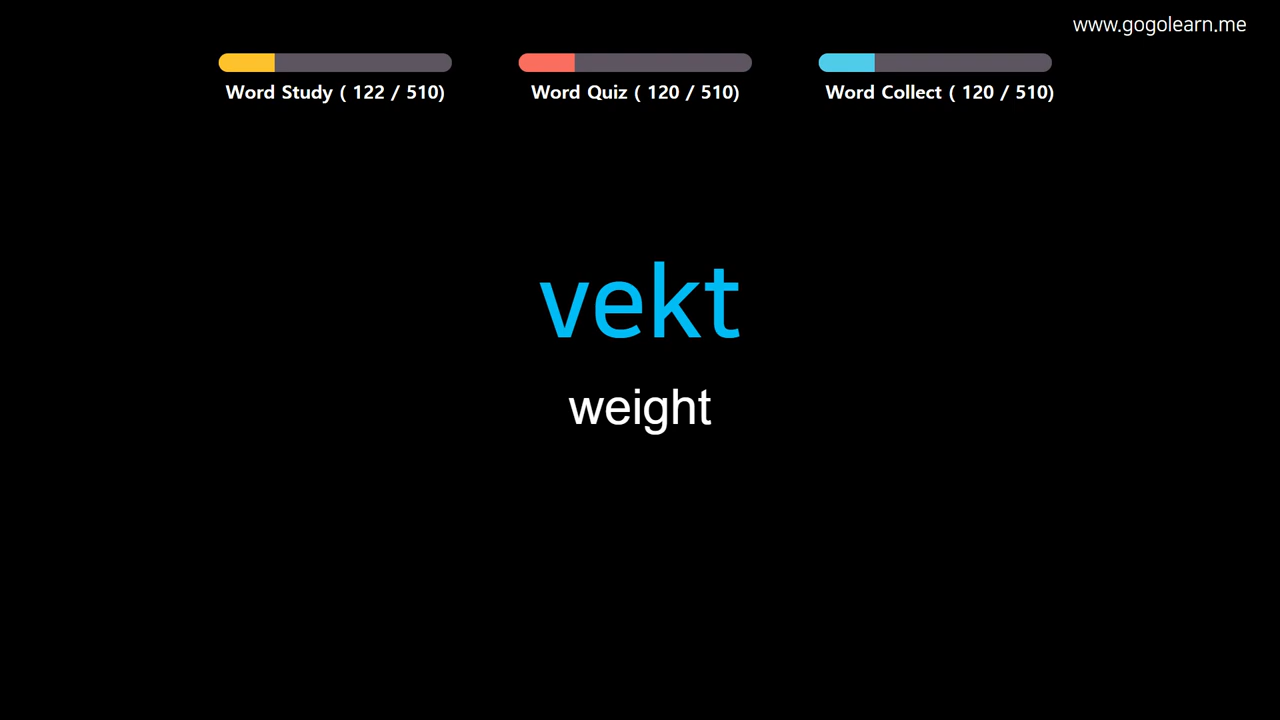 www.gogolearn.me
Word Study ( 122 / 510)
Word Quiz ( 120 / 510)
Word Collect ( 120 / 510)
vekt
weight